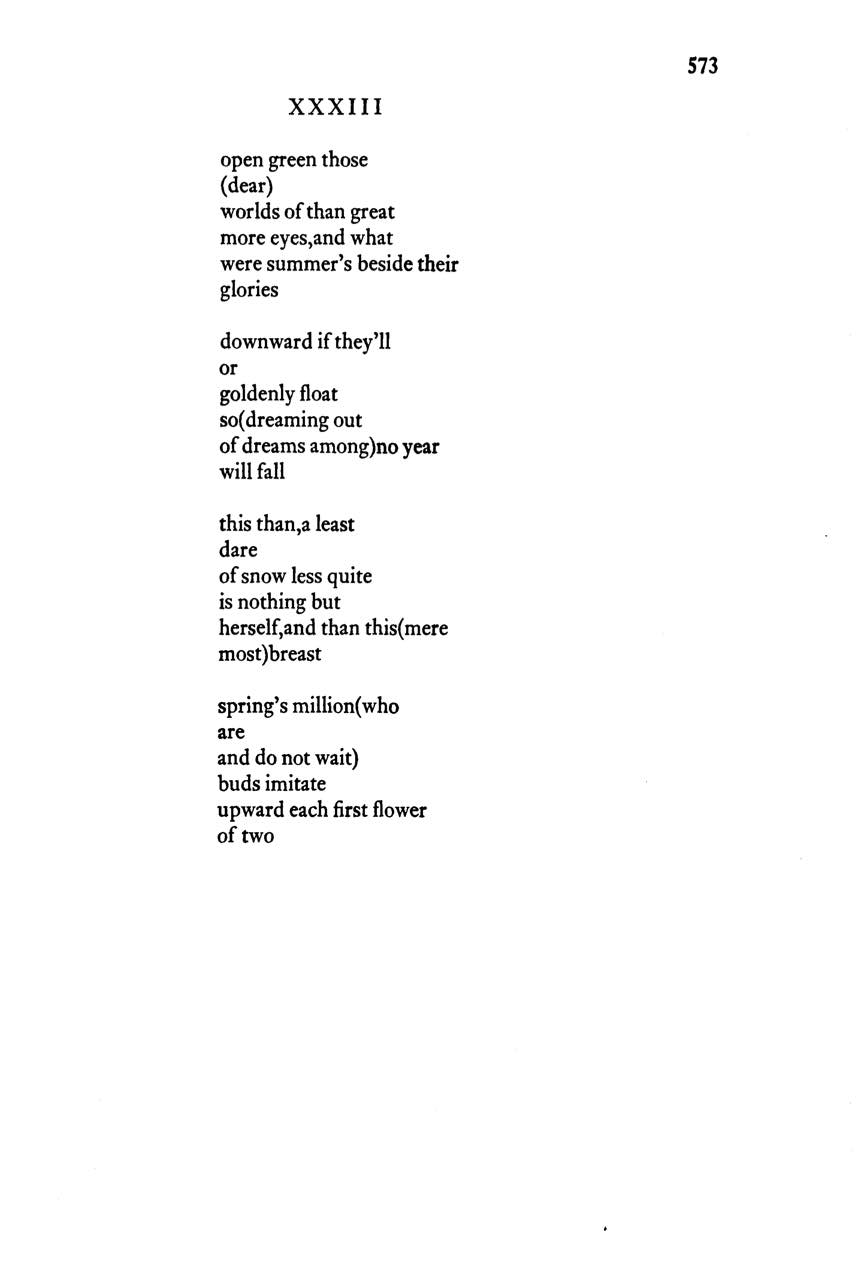 573
XXXIII
open green those
(dear)
worlds of than great
more eyes,and what
were summer's beside their
glories
downward if they'll
or
goldenly float
so(dreaming out
of dreams among)no year
will fall
this than,a least
dare
of snow less quite
is nothing but
herself,and than this(mere
most)breast
spring's million(who
are
and do not wait)
buds imitate
upward each first flower
of two